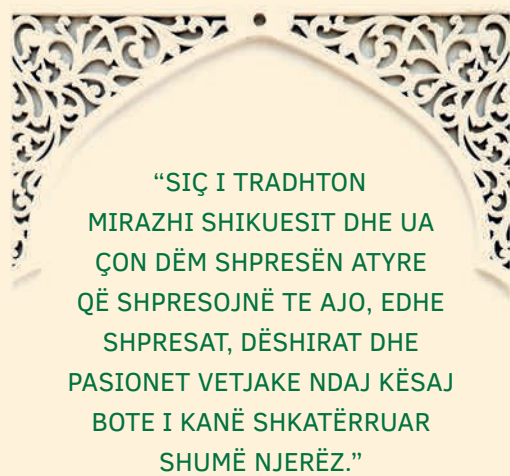 “SIÇ I TRADHTON
MIRAZHI SHIKUESIT DHE UA
ÇON DËM SHPRESËN ATYRE
QË SHPRESOJNË TE AJO, EDHE
SHPRESAT, DËSHIRAT DHE
PASIONET VETJAKE NDAJ KËSAJ
BOTE I KANË SHKATËRRUAR
SHUMË NJERËZ.”